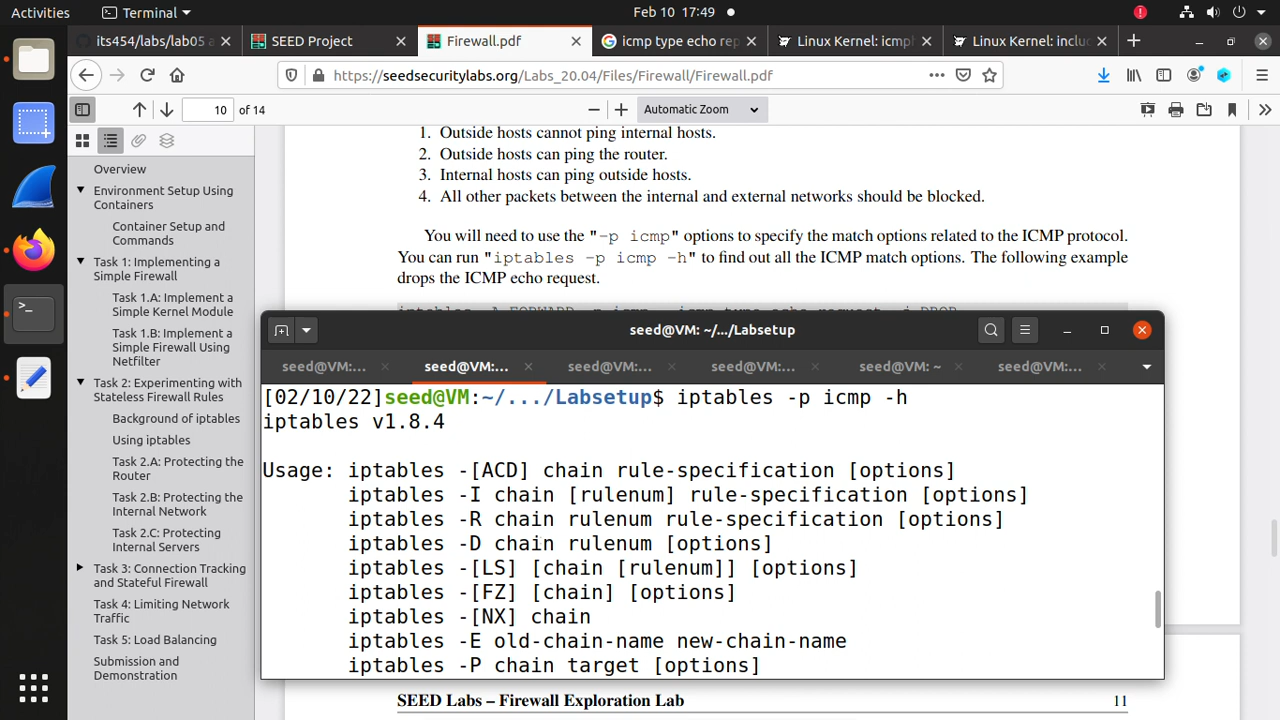 Activities
Terminal
Feb 10 17:49
its454/labs/lab05 a
SEED Project
Firewall.pdf
icmp type echo rep
Linux Kernel: icmph
Linux Kernel: inclu
https://seedsecuritylabs.org/Labs_20.04/Files/Firewall/Firewall.pdf
10 of 14
Automatic Zoom
Overview
Environment Setup Using
Containers
Container Setup and
Commands
Task 1: Implementing a
Simple Firewall
Task 1.A: Implement a
Simple Kernel Module
Task 1.B: Implement a
Simple Firewall Using
Netfilter
Task 2: Experimenting with
Stateless Firewall Rules
Background of iptables
Using iptables
Task 2.A: Protecting the
Router
Task 2.B: Protecting the
Internal Network
Task 2.C: Protecting
Internal Servers
Task 3: Connection Tracking
and Stateful Firewall
Task 4: Limiting Network
Traffic
Task 5: Load Balancing
Submission and
Demonstration
1. Outside hosts cannot ping internal hosts.
2. Outside hosts can ping the router.
3. Internal hosts can ping outside hosts.
4. All other packets between the internal and external networks should be blocked.
You will need to use the "-p icmp" options to specify the match options related to the ICMP protocol.
You can run "iptables -p icmp -h" to find out all the ICMP match options. The following example
drops the ICMP echo request.
seed@VM: ~/.../Labsetup
seed@VM:...
seed@VM:...
seed@VM:...
seed@VM:...
seed@VM: ~
seed@VM:...
[02/10/22]seed@VM:~/.../Labsetup$ iptables -p icmp -h
iptables v1.8.4
Usage: iptables -[ACD] chain rule-specification [options]
iptables -I chain [rulenum] rule-specification [options]
iptables -R chain rulenum rule-specification [options]
iptables -D chain rulenum [options]
iptables -[LS] [chain [rulenum]] [options]
iptables -[FZ] [chain] [options]
iptables -[NX] chain
iptables -E old-chain-name new-chain-name
iptables -P chain target [options]
SEED Labs – Firewall Exploration Lab 11